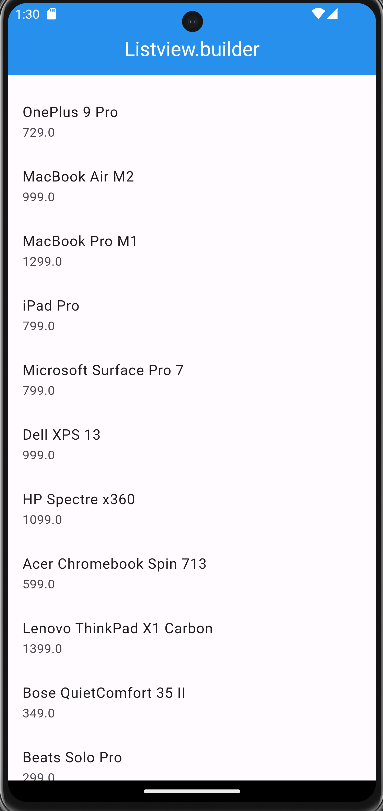 1:30
Listview.builder
OnePlus 9 Pro
729.0
MacBook Air M2
999.0
MacBook Pro M1
1299.0
iPad Pro
799.0
Microsoft Surface Pro 7
799.0
Dell XPS 13
999.0
HP Spectre x360
1099.0
Acer Chromebook Spin 713
599.0
Lenovo ThinkPad X1 Carbon
1399.0
Bose QuietComfort 35 II
349.0
Beats Solo Pro
299.0